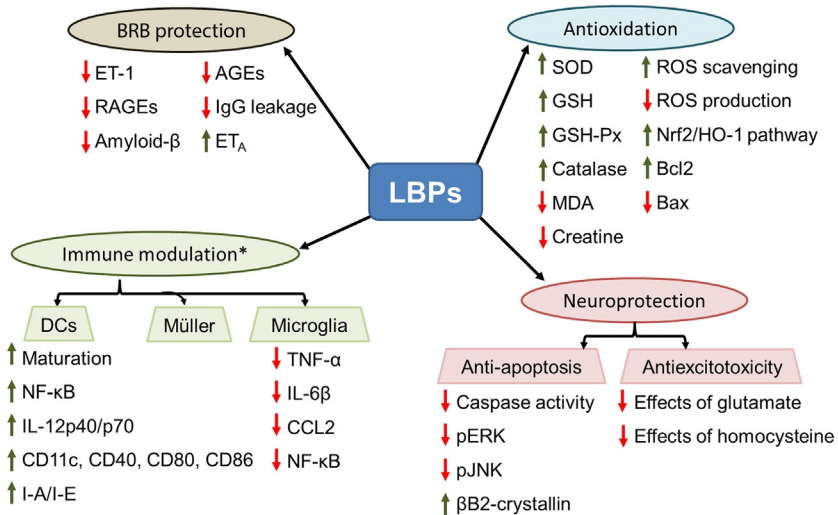 BRB protection
↓ ET-1
↓ AGEs
↓ RAGEs
↓ IgG leakage
↓ Amyloid-β
↑ ET_A
Antioxidation
↑ SOD
↑ ROS scavenging
↑ GSH
↓ ROS production
↑ GSH-Px
↑ Nrf2/HO-1 pathway
↑ Catalase
↑ Bcl2
↓ MDA
↓ Bax
↓ Creatine
LBPs
Immune modulation*
DCs
↑ Maturation
↑ NF-κB
↑ IL-12p40/p70
↑ CD11c, CD40, CD80, CD86
↑ I-A/I-E
Müller
Microglia
↓ TNF-α
↓ IL-6β
↓ CCL2
↓ NF-κB
Neuroprotection
Anti-apoptosis
↓ Caspase activity
↓ pERK
↓ pJNK
↑ βB2-crystallin
Antiexcitotoxicity
↓ Effects of glutamate
↓ Effects of homocysteine